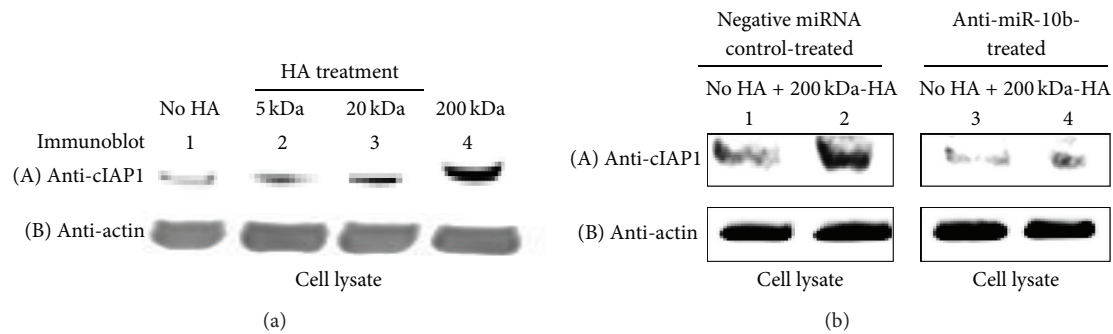 HA treatment
No HA 5 kDa 20 kDa 200 kDa
Immunoblot 1 2 3 4
(A) Anti-cIAP1
(B) Anti-actin
Cell lysate
(a)
Negative miRNA
control-treated
Anti-miR-10b-
treated
No HA + 200 kDa-HA No HA + 200 kDa-HA
1 2 3 4
(A) Anti-cIAP1
(B) Anti-actin
Cell lysate Cell lysate
(b)